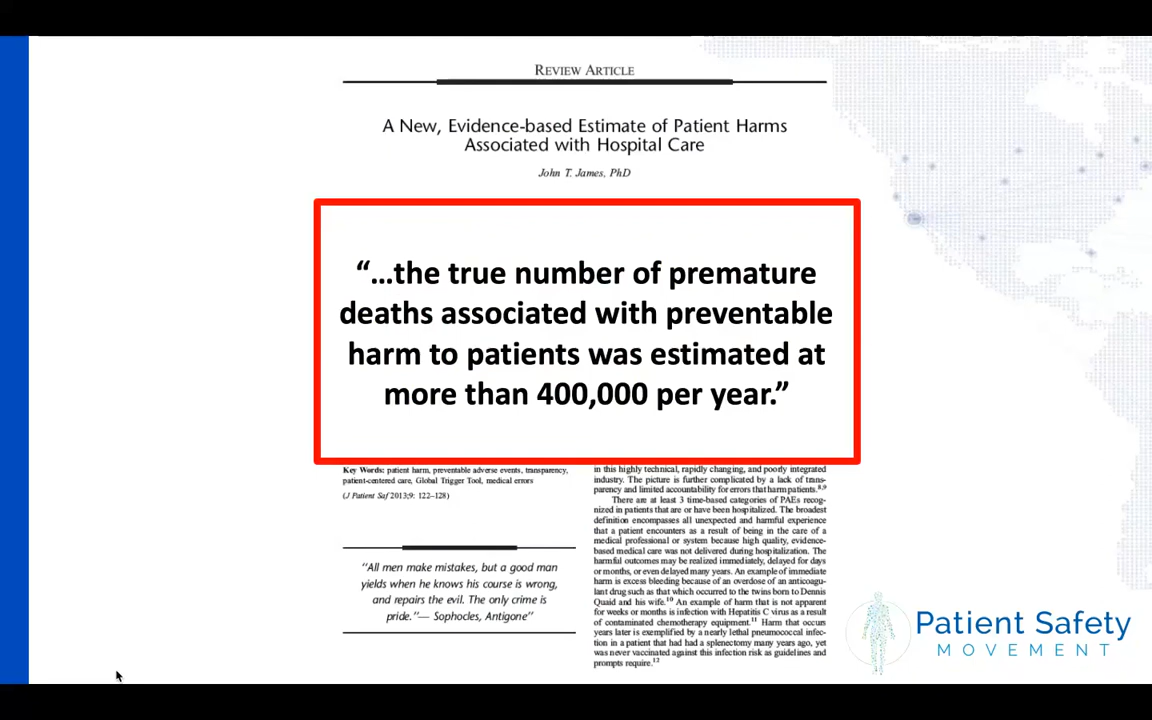 REVIEW ARTICLE
A New, Evidence-based Estimate of Patient Harms
Associated with Hospital Care
John T. James, PhD
“…the true number of premature
deaths associated with preventable
harm to patients was estimated at
more than 400,000 per year.”
Key Words: patient harm, preventable adverse events, transparency,
patient-centered care, Global Trigger Tool, medical errors
(J Patient Saf 2013;9: 122–128)
“All men make mistakes, but a good man
yields when he knows his course is wrong,
and repairs the evil. The only crime is
pride.”— Sophocles, Antigone”
in this highly technical, rapidly changing, and poorly integrated
industry. The picture is further complicated by a lack of trans-
parency and limited accountability for errors that harm patients.8,9
There are at least 3 time-based categories of PAEs recog-
nized in patients that are or have been hospitalized. The broadest
definition encompasses all unexpected and harmful experience
that a patient encounters as a result of being in the care of a
medical professional or system because high quality, evidence-
based medical care was not delivered during hospitalization. The
harmful outcomes may be realized immediately, delayed for days
or months, or even delayed many years. An example of immediate
harm is excess bleeding because of an overdose of an anticoagu-
lant drug such as that which occurred to the twins born to Dennis
Quaid and his wife.10 An example of harm that is not apparent
for weeks or months is infection with Hepatitis C virus as a result
of contaminated chemotherapy equipment.11 Harm that occurs
years later is exemplified by a nearly lethal pneumococcal infec-
tion in a patient that had had a splenectomy many years ago, yet
was never vaccinated against this infection risk as guidelines and
prompts require.12
Patient Safety
MOVEMENT